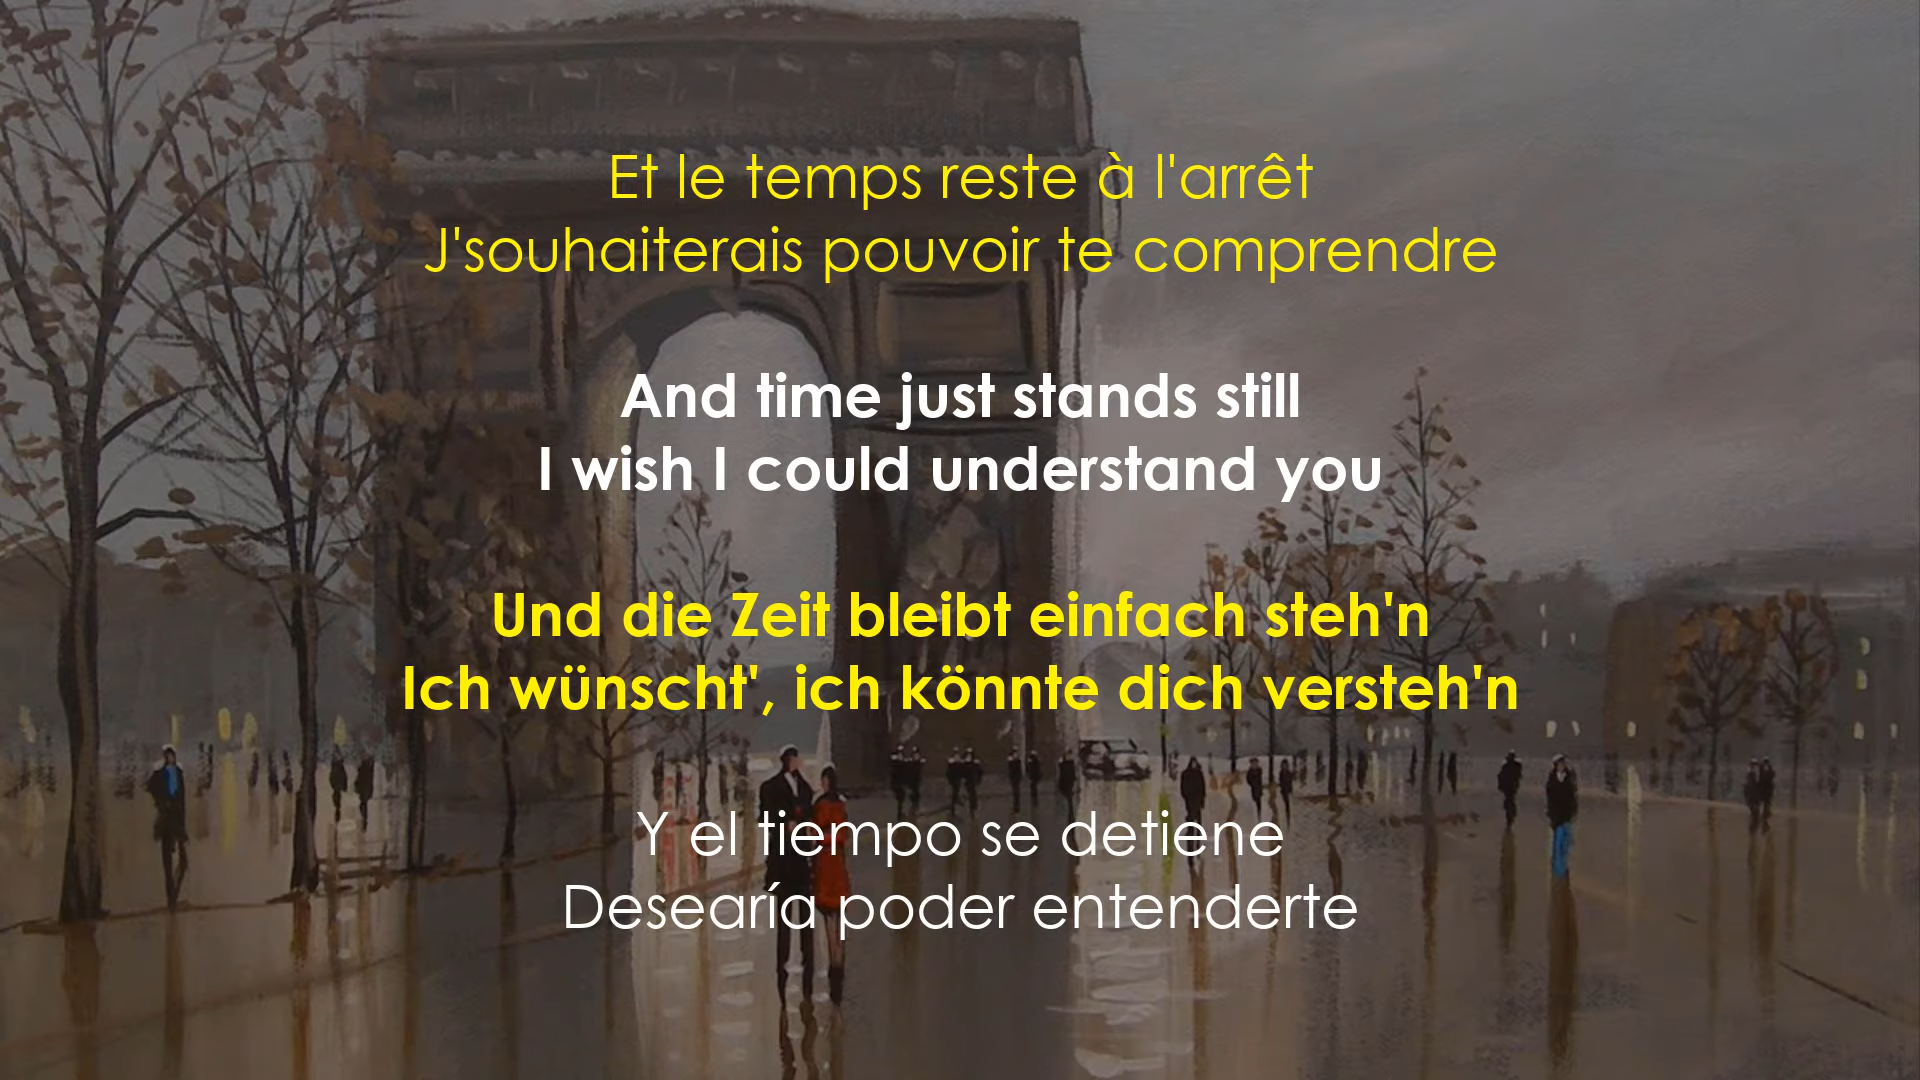 Et le temps reste à l'arrêt
J'souhaiterais pouvoir te comprendre
And time just stands still
I wish I could understand you
Und die Zeit bleibt einfach steh'n
Ich wünscht', ich könnte dich versteh'n
Y el tiempo se detiene
Desearía poder entenderte